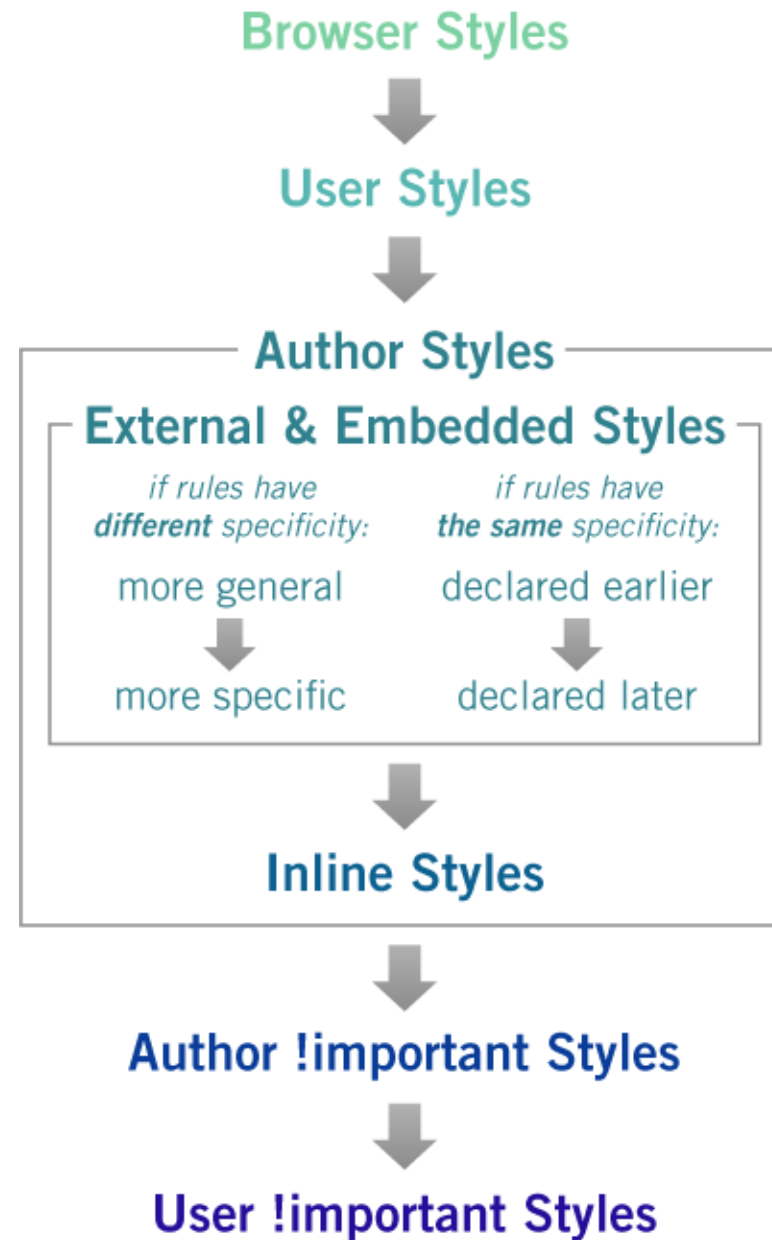 Browser Styles
User Styles
Author Styles
External & Embedded Styles
if rules have
different specificity:
more general
more specific
if rules have
the same specificity:
declared earlier
declared later
Inline Styles
Author !important Styles
User !important Styles